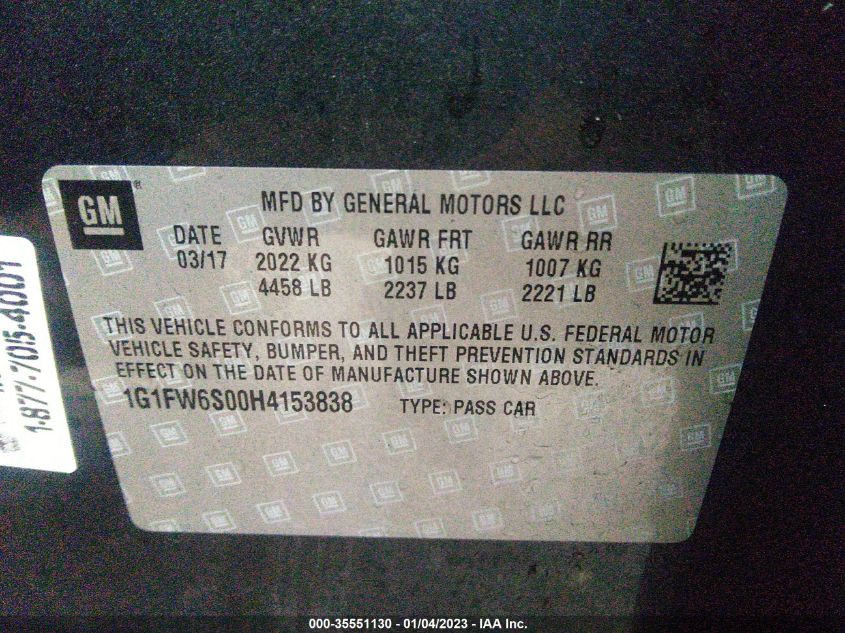 GM
MFD BY GENERAL MOTORS LLC
DATE GVWR GAWR FRT GAWR RR
03/17 2022 KG 1015 KG 1007 KG
4458 LB 2237 LB 2221 LB
THIS VEHICLE CONFORMS TO ALL APPLICABLE U.S. FEDERAL MOTOR
VEHICLE SAFETY, BUMPER, AND THEFT PREVENTION STANDARDS IN
EFFECT ON THE DATE OF MANUFACTURE SHOWN ABOVE.
1G1FW6S00H4153838 TYPE: PASS CAR
1-877-7015-4001
000-35551130 - 01/04/2023 - IAA Inc.